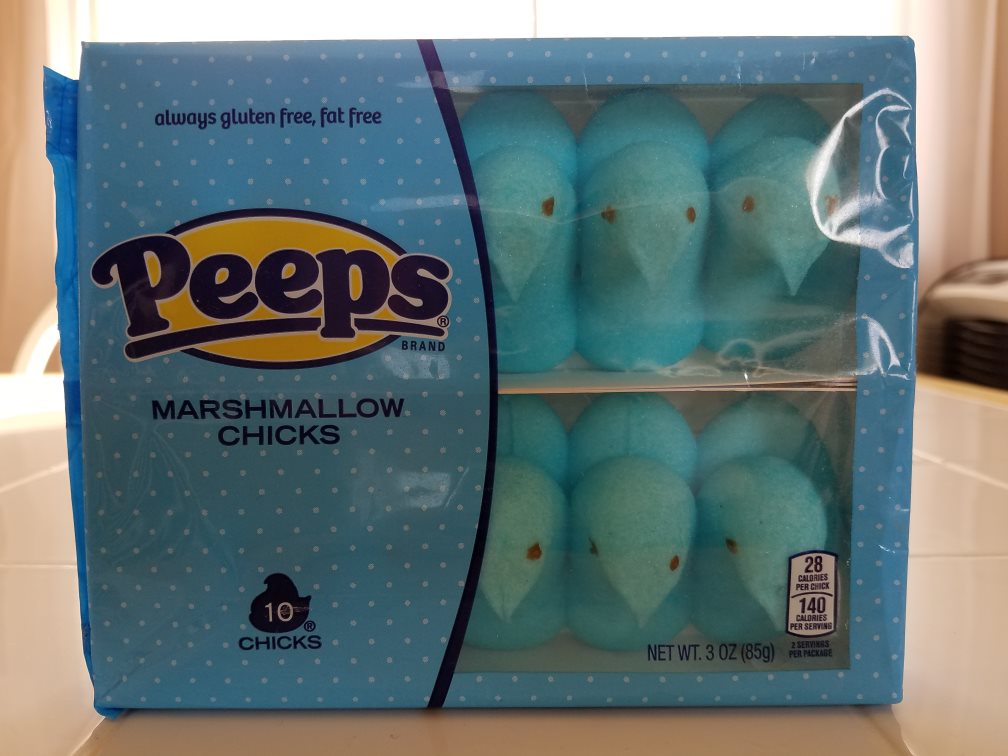 always gluten free, fat free
Peeps®
BRAND
MARSHMALLOW
CHICKS
10
®
CHICKS
28
CALORIES
PER CHICK
140
CALORIES
PER SERVING
2 SERVINGS
PER PACKAGE
NET WT. 3 OZ (85g)